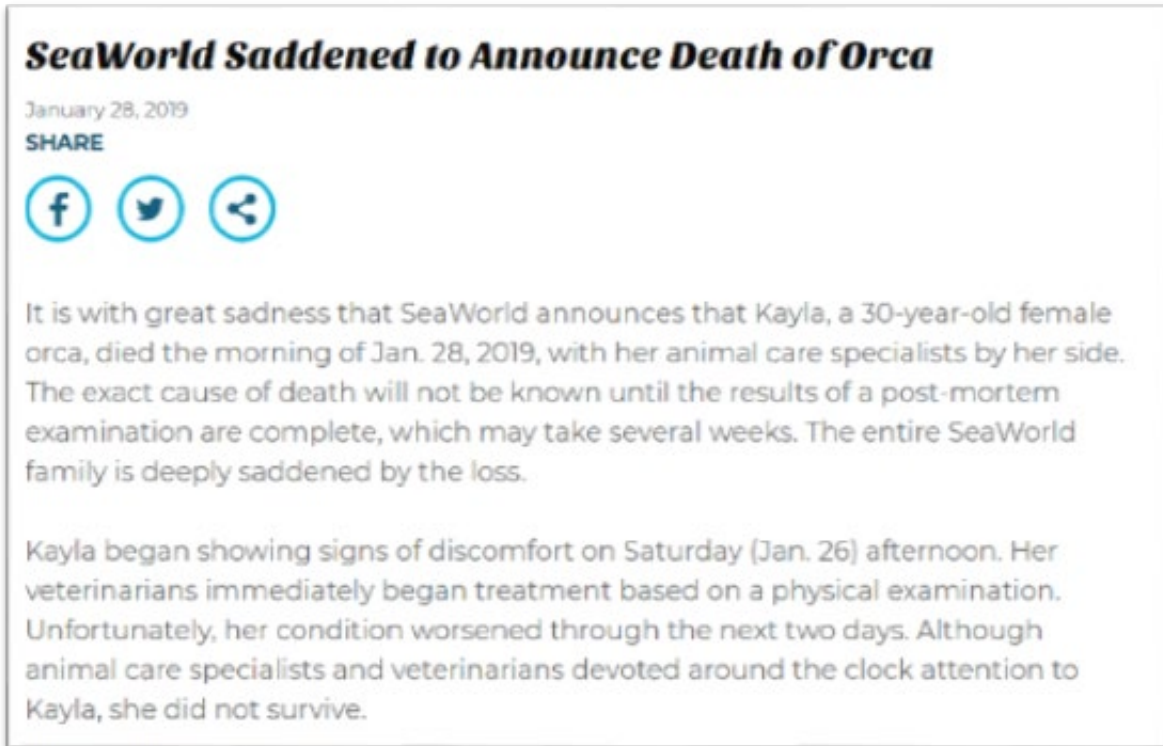 SeaWorld Saddened to Announce Death of Orca
January 28, 2019
SHARE
It is with great sadness that SeaWorld announces that Kayla, a 30-year-old female
orca, died the morning of Jan. 28, 2019, with her animal care specialists by her side.
The exact cause of death will not be known until the results of a post-mortem
examination are complete, which may take several weeks. The entire SeaWorld
family is deeply saddened by the loss.
Kayla began showing signs of discomfort on Saturday (Jan. 26) afternoon. Her
veterinarians immediately began treatment based on a physical examination.
Unfortunately, her condition worsened through the next two days. Although
animal care specialists and veterinarians devoted around the clock attention to
Kayla, she did not survive.